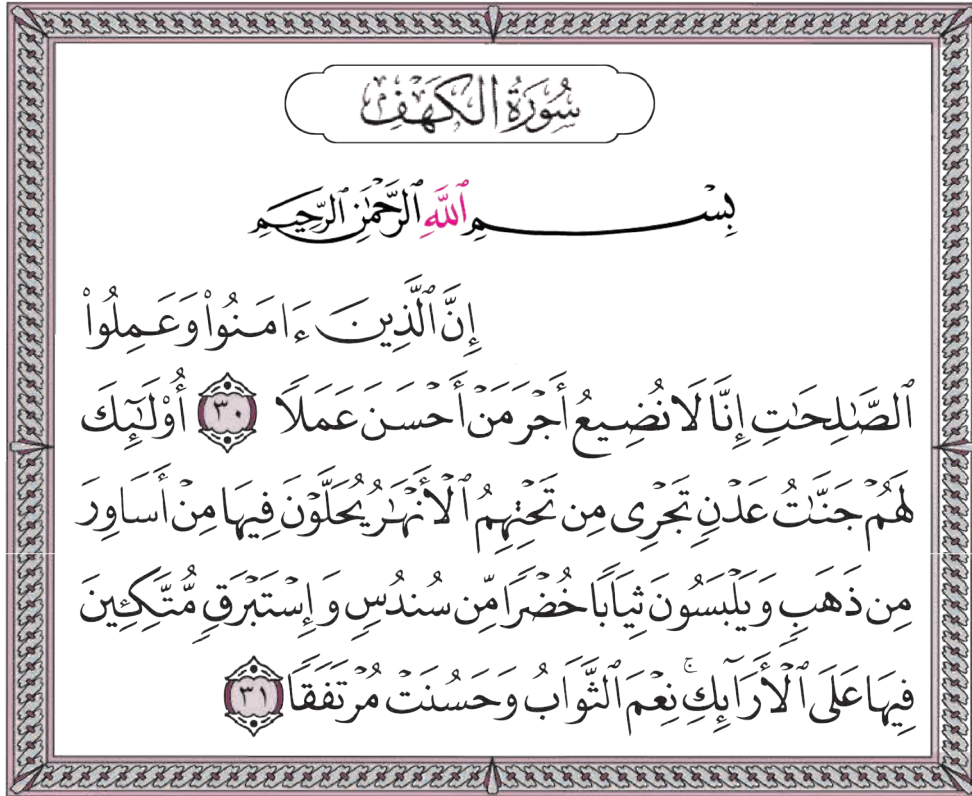 سُورَةُ الكَهْفِ
بِسْمِ ٱللَّهِ ٱلرَّحْمَٰنِ ٱلرَّحِيمِ
إِنَّ ٱلَّذِينَ ءَامَنُوا۟ وَعَمِلُوا۟
ٱلصَّٰلِحَٰتِ إِنَّا لَا نُضِيعُ أَجْرَ مَنْ أَحْسَنَ عَمَلًا ٣٠ أُو۟لَٰٓئِكَ
لَهُمْ جَنَّٰتُ عَدْنٍ تَجْرِى مِن تَحْتِهِمُ ٱلْأَنْهَٰرُ يُحَلَّوْنَ فِيهَا مِنْ أَسَاوِرَ
مِن ذَهَبٍ وَيَلْبَسُونَ ثِيَابًا خُضْرًا مِّن سُندُسٍ وَإِسْتَبْرَقٍ مُّتَّكِـِٔينَ
فِيهَا عَلَى ٱلْأَرَآئِكِ ۚ نِعْمَ ٱلثَّوَابُ وَحَسُنَتْ مُرْتَفَقًا ٣١